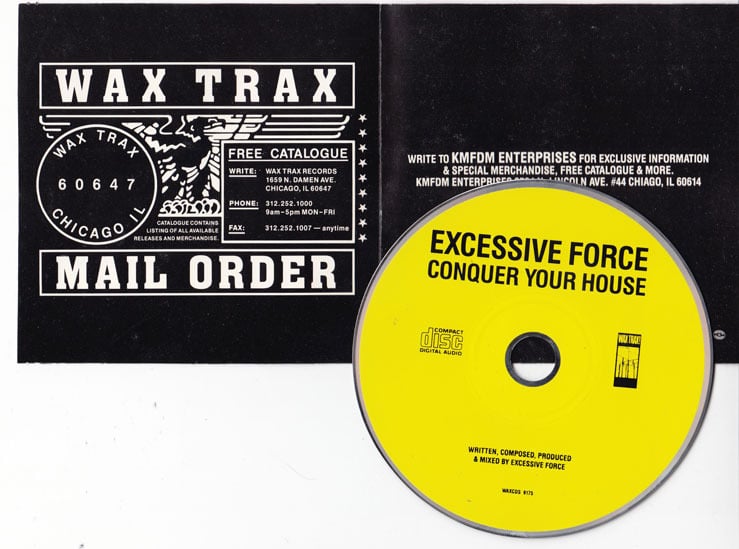 WAX TRAX
WAX TRAX
60647
CHICAGO IL
FREE CATALOGUE
WRITE: WAX TRAX RECORDS
1659 N. DAMEN AVE.
CHICAGO, IL 60647
PHONE: 312.252.1000
9am–5pm MON–FRI
FAX: 312.252.1007 — anytime
CATALOGUE CONTAINS
LISTING OF ALL AVAILABLE
RELEASES AND MERCHANDISE.
MAIL ORDER
WRITE TO KMFDM ENTERPRISES FOR EXCLUSIVE INFORMATION
& SPECIAL MERCHANDISE, FREE CATALOGUE & MORE.
KMFDM ENTERPRISES LINCOLN AVE. #44 CHIAGO, IL 60614
EXCESSIVE FORCE
CONQUER YOUR HOUSE
COMPACT
disc
DIGITAL AUDIO
WAX TRAX!
WRITTEN, COMPOSED, PRODUCED
& MIXED BY EXCESSIVE FORCE
WAXCDS 9175